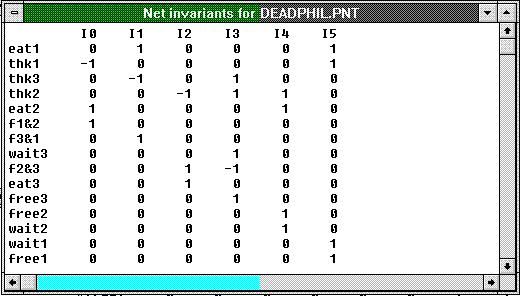 Net invariants for DEADPHIL.PNT
I0 I1 I2 I3 I4 I5
eat1 0 1 0 0 0 1
thk1 -1 0 0 0 0 1
thk3 0 -1 0 1 0 0
thk2 0 0 -1 1 1 0
eat2 1 0 0 0 1 0
f1&2 1 0 0 0 0 0
f3&1 0 1 0 0 0 0
wait3 0 0 0 1 0 0
f2&3 0 0 1 -1 0 0
eat3 0 0 1 0 0 0
free3 0 0 0 1 0 0
free2 0 0 0 0 1 0
wait2 0 0 0 0 1 0
wait1 0 0 0 0 0 1
free1 0 0 0 0 0 1